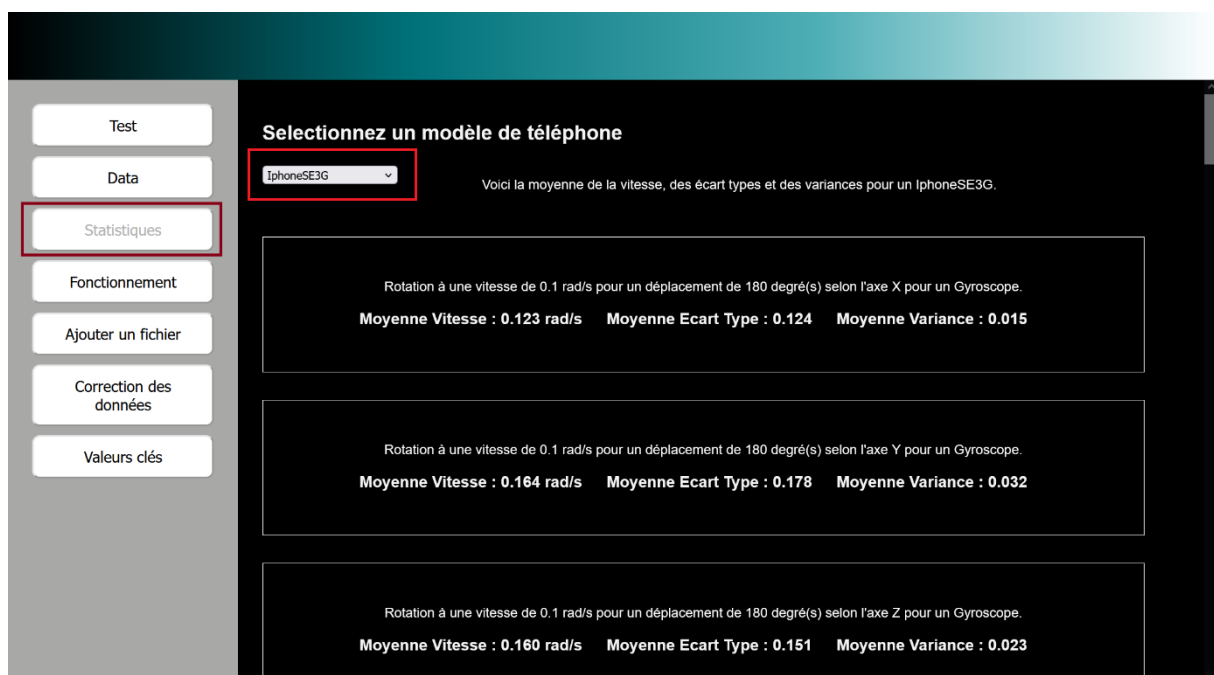 Test
Data
Statistiques
Fonctionnement
Ajouter un fichier
Correction des
données
Valeurs clés
Selectionnez un modèle de téléphone
IphoneSE3G
Voici la moyenne de la vitesse, des écart types et des variances pour un IphoneSE3G.
Rotation à une vitesse de 0.1 rad/s pour un déplacement de 180 degré(s) selon l'axe X pour un Gyroscope.
Moyenne Vitesse : 0.123 rad/s Moyenne Ecart Type : 0.124 Moyenne Variance : 0.015
Rotation à une vitesse de 0.1 rad/s pour un déplacement de 180 degré(s) selon l'axe Y pour un Gyroscope.
Moyenne Vitesse : 0.164 rad/s Moyenne Ecart Type : 0.178 Moyenne Variance : 0.032
Rotation à une vitesse de 0.1 rad/s pour un déplacement de 180 degré(s) selon l'axe Z pour un Gyroscope.
Moyenne Vitesse : 0.160 rad/s Moyenne Ecart Type : 0.151 Moyenne Variance : 0.023